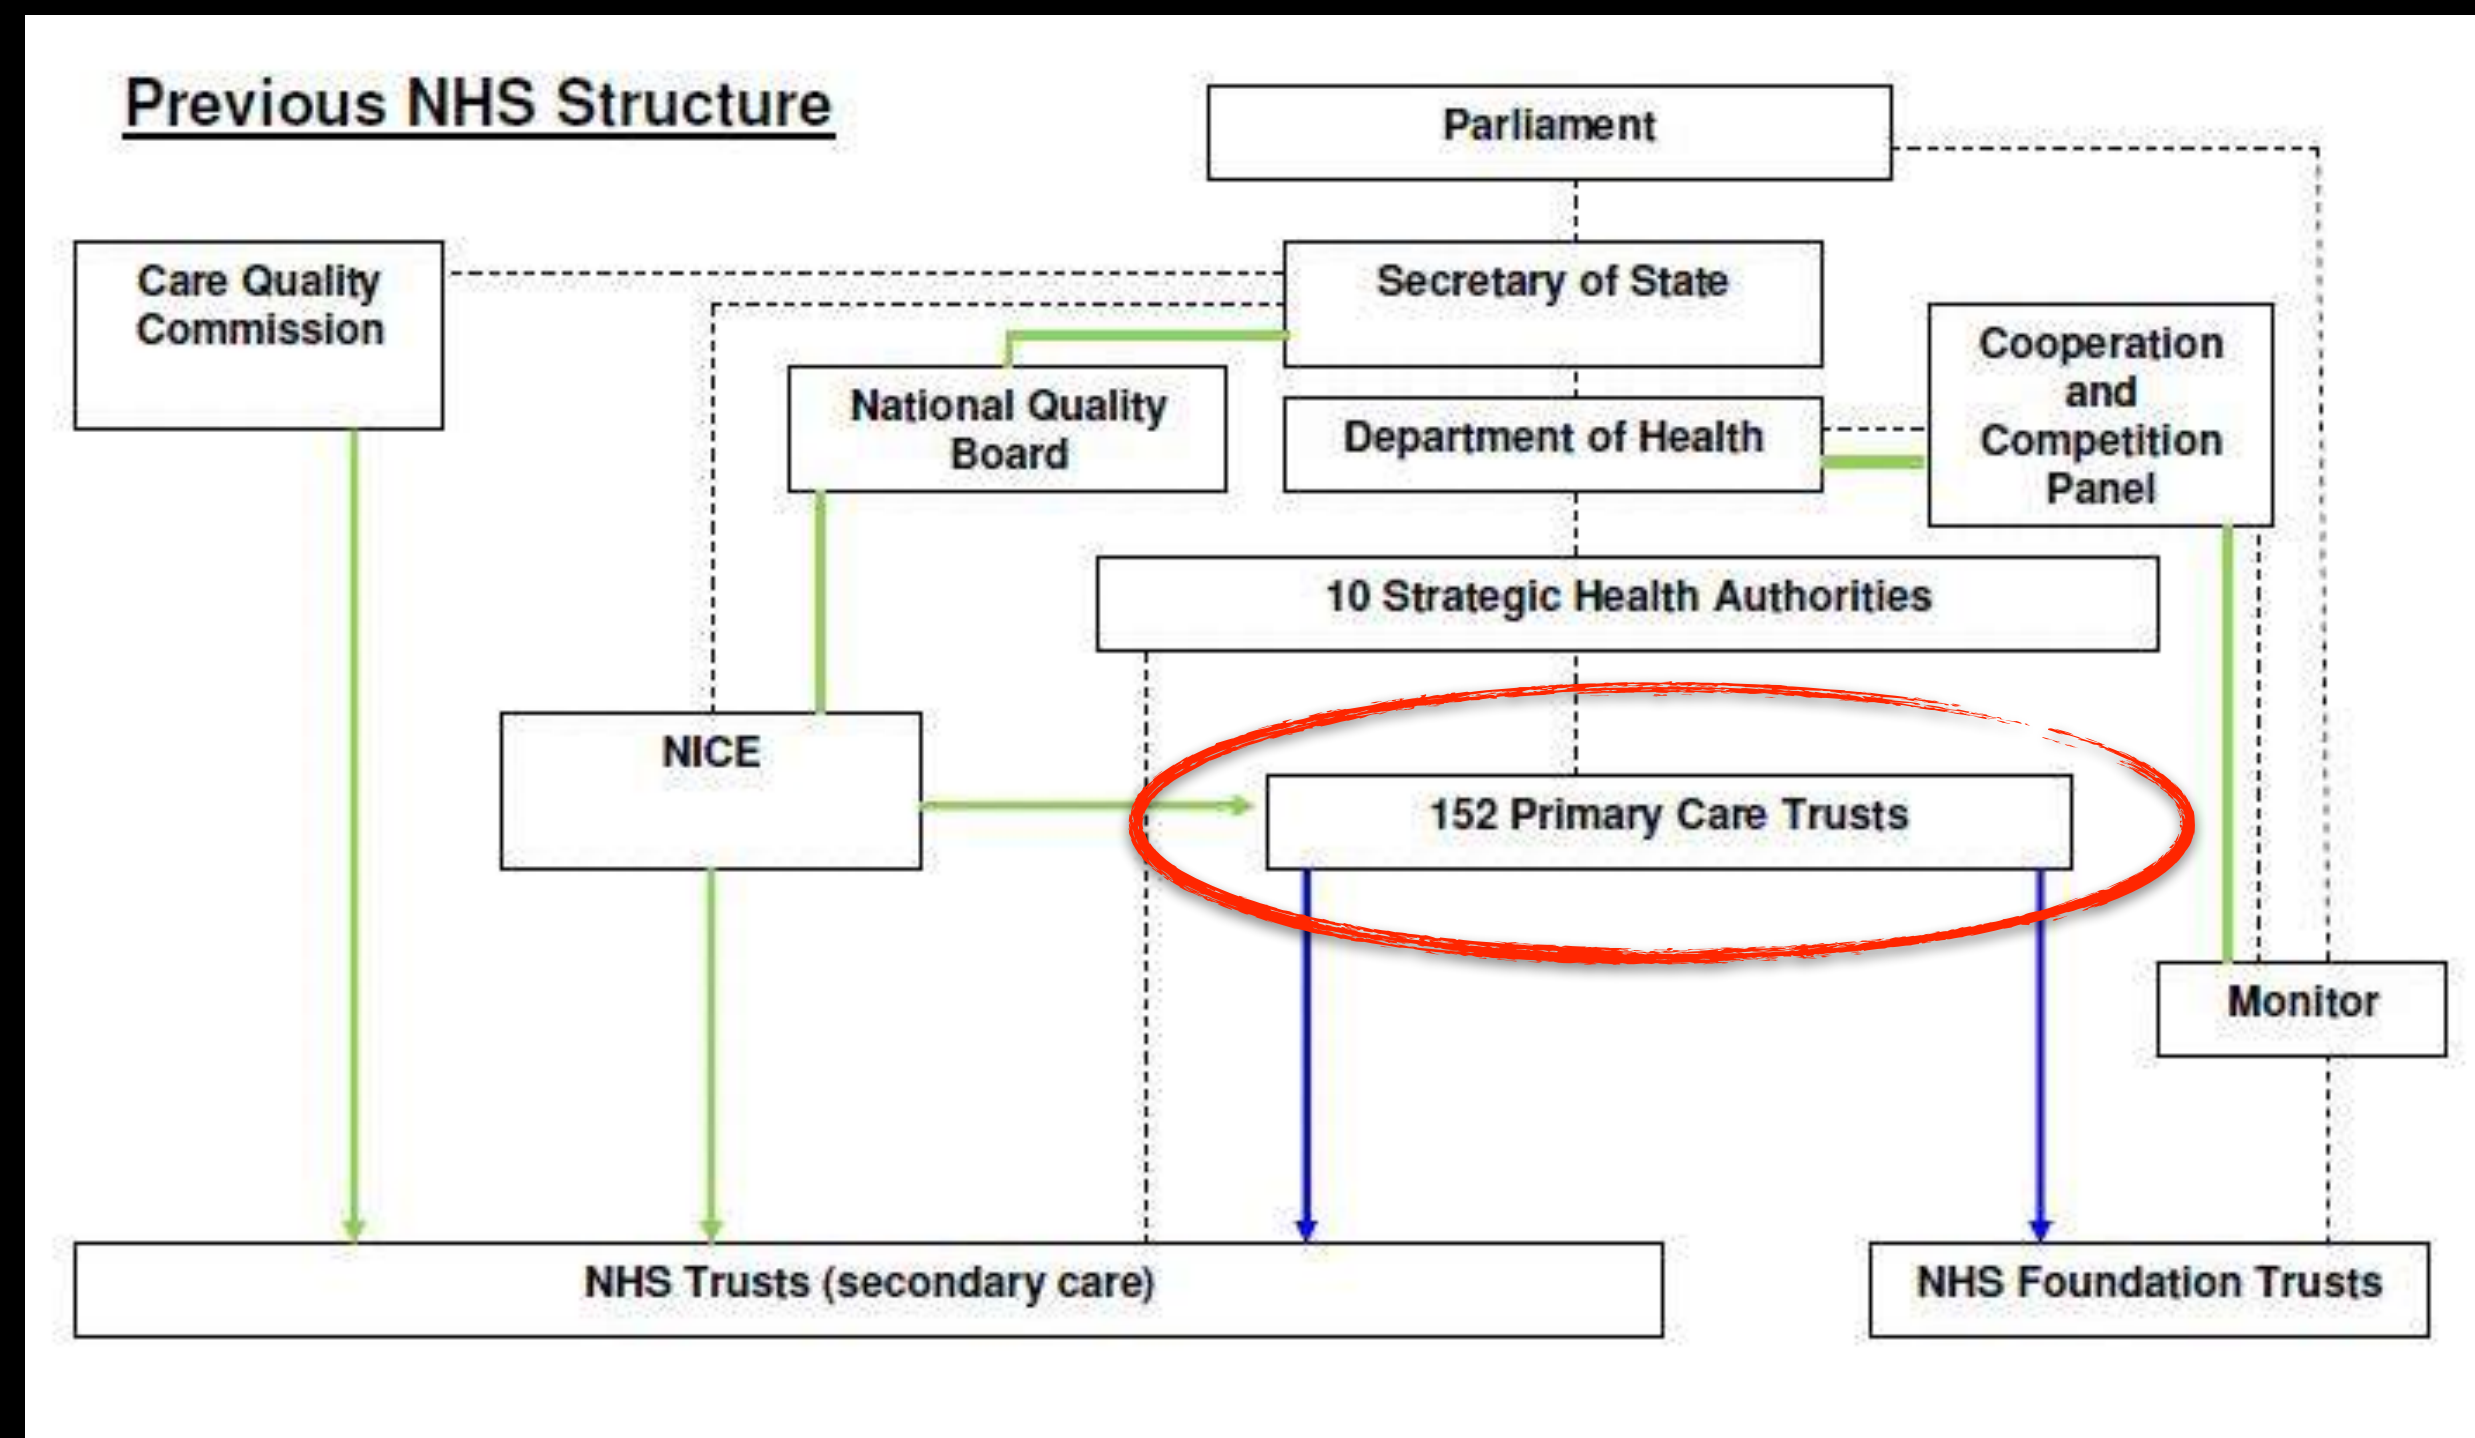 Previous NHS Structure
Parliament
Care Quality
Commission
Secretary of State
Cooperation
and
Competition
Panel
National Quality
Board
Department of Health
10 Strategic Health Authorities
NICE
152 Primary Care Trusts
Monitor
NHS Trusts (secondary care)
NHS Foundation Trusts